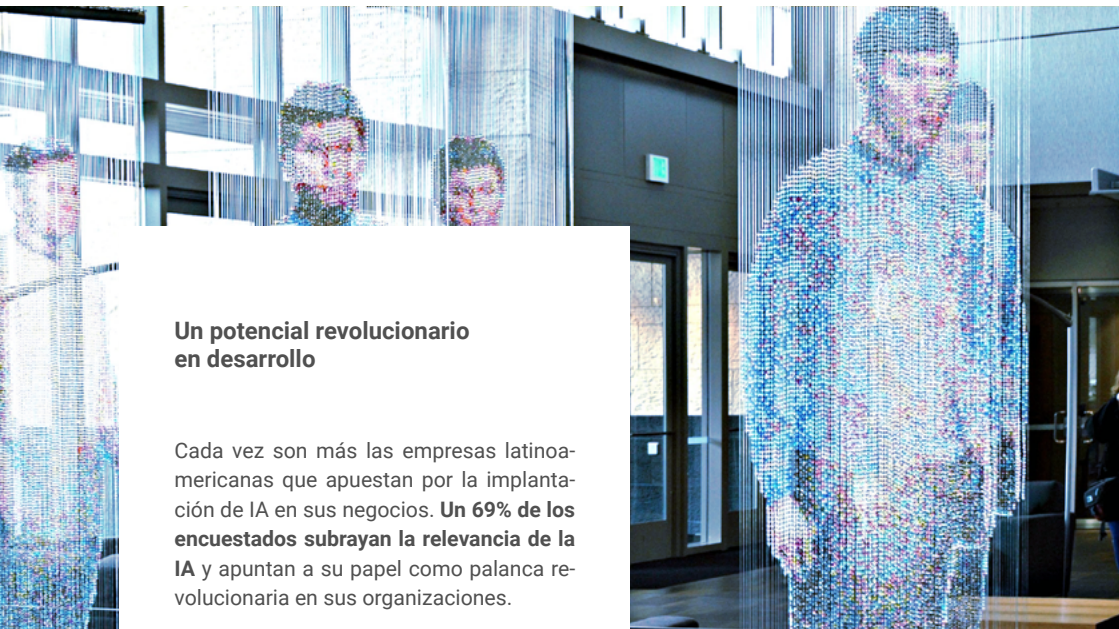 Un potencial revolucionario
en desarrollo
Cada vez son más las empresas latinoa-
mericanas que apuestan por la implanta-
ción de IA en sus negocios. Un 69% de los
encuestados subrayan la relevancia de la
IA y apuntan a su papel como palanca re-
volucionaria en sus organizaciones.